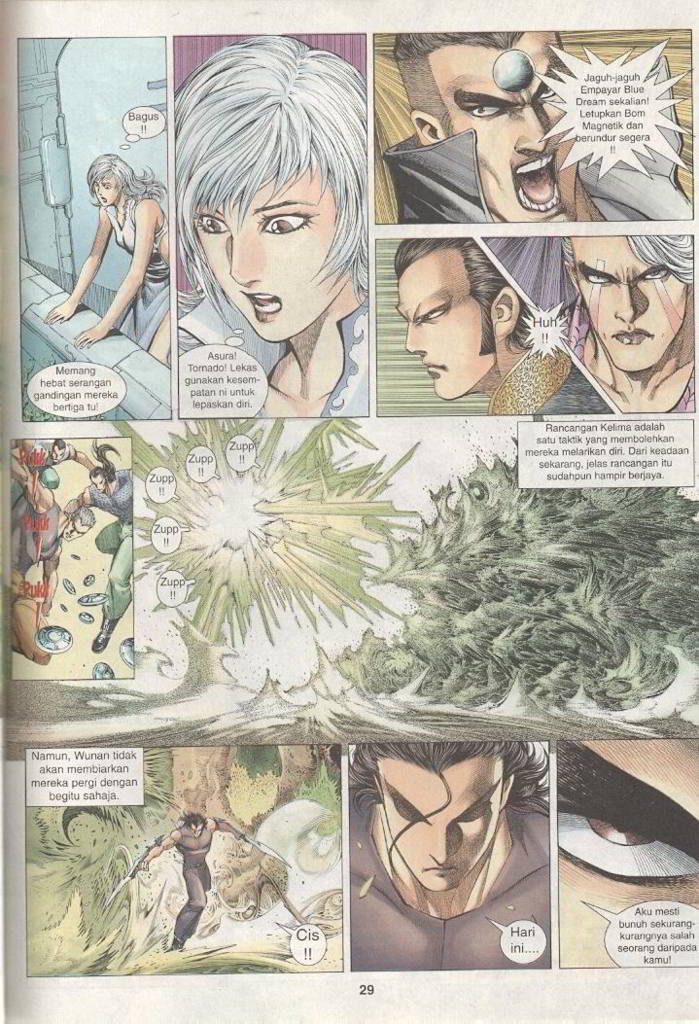 Bagus
!!
Memang
hebat serangan
gandingan mereka
bertiga tu!
Asura!
Tornado! Lekas
gunakan kesem-
patan ni untuk
lepaskan diri.
Jaguh-jaguh
Empayar Blue
Dream sekalian!
Letupkan Bom
Magnetik dan
berundur segera
!!
Huh
!!
Rancangan Kelima adalah
satu taktik yang membolehkan
mereka melarikan diri. Dari keadaan
sekarang, jelas rancangan itu
sudahpun hampir berjaya.
Pukk
!
Pukk
!
Pukk
!
Zupp
!!
Zupp
!!
Zupp
!!
Zupp
!!
Zupp
!!
Namun, Wunan tidak
akan membiarkan
mereka pergi dengan
begitu sahaja.
Cis
!!
Hari
ini....
Aku mesti
bunuh sekurang-
kurangnya salah
seorang daripada
kamu!
29